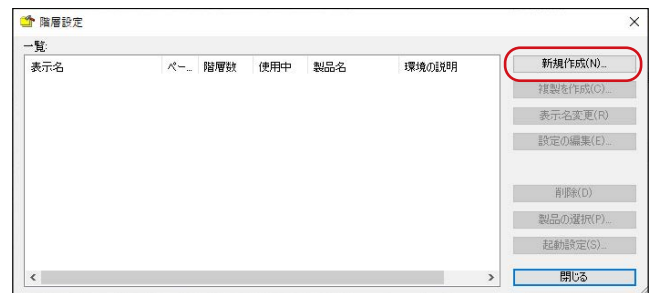 階層設定
一覧:
表示名 ペー... 階層数 使用中 製品名 環境の説明
新規作成(N)...
複製を作成(C)...
表示名変更(R)
設定の編集(E)...
削除(D)
製品の選択(P)...
起動設定(S)...
閉じる